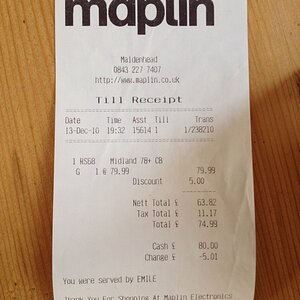 maplin
Maidenhead
0843 227 7407
http://www.maplin.co.uk
Till Receipt
Date Time Asst Till Trans
13-Dec-10 19:32 15614 1 1/238210
1 RS68 Midland 78+ CB 79.99
G 1 @ 79.99
Discount 5.00
Nett Total £ 63.82
Tax Total £ 11.17
Total £ 74.99
Cash £ 80.00
Change £ -5.01
You were served by EMILE
Thank You For Shopping At Maplin Electronics